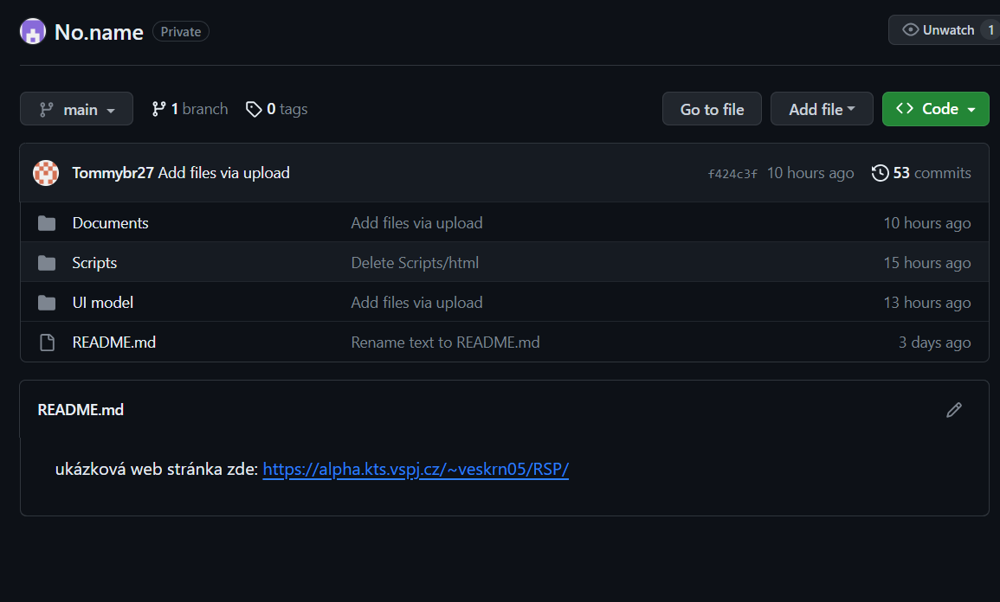 No.name Private Unwatch 1
main 1 branch 0 tags Go to file Add file Code
Tommybr27 Add files via upload f424c3f 10 hours ago 53 commits
Documents Add files via upload 10 hours ago
Scripts Delete Scripts/html 15 hours ago
UI model Add files via upload 13 hours ago
README.md Rename text to README.md 3 days ago
README.md
ukázková web stránka zde: https://alpha.kts.vspj.cz/~veskrn05/RSP/